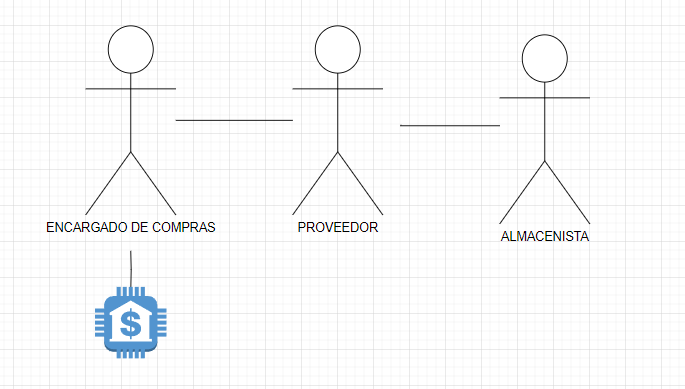 ENCARGADO DE COMPRAS
PROVEEDOR
ALMACENISTA
$